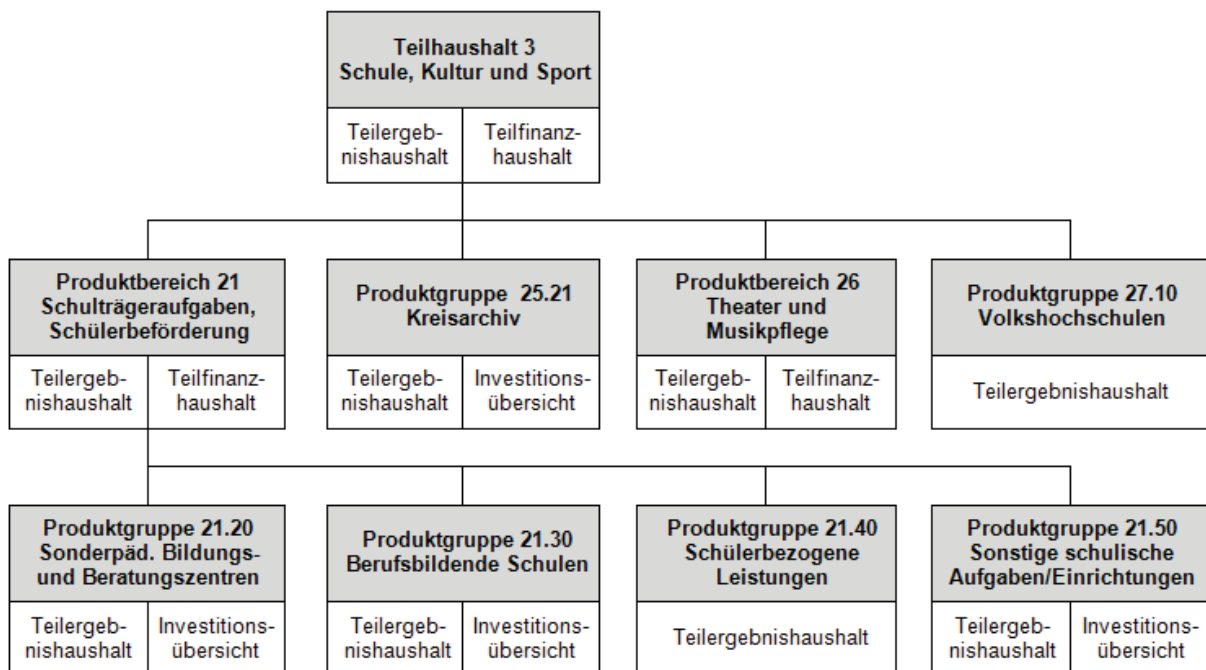 Teilhaushalt 3
Schule, Kultur und Sport
Teilergeb-
nishaushalt
Teilfinanz-
haushalt
Produktbereich 21
Schulträgeraufgaben,
Schülerbeförderung
Teilergeb-
nishaushalt
Teilfinanz-
haushalt
Produktgruppe 25.21
Kreisarchiv
Teilergeb-
nishaushalt
Investitions-
übersicht
Produktbereich 26
Theater und
Musikpflege
Teilergeb-
nishaushalt
Teilfinanz-
haushalt
Produktgruppe 27.10
Volkshochschulen
Teilergebnishaushalt
Produktgruppe 21.20
Sonderpäd. Bildungs-
und Beratungszentren
Teilergeb-
nishaushalt
Investitions-
übersicht
Produktgruppe 21.30
Berufsbildende Schulen
Teilergeb-
nishaushalt
Investitions-
übersicht
Produktgruppe 21.40
Schülerbezogene
Leistungen
Teilergebnishaushalt
Produktgruppe 21.50
Sonstige schulische
Aufgaben/Einrichtungen
Teilergeb-
nishaushalt
Investitions-
übersicht